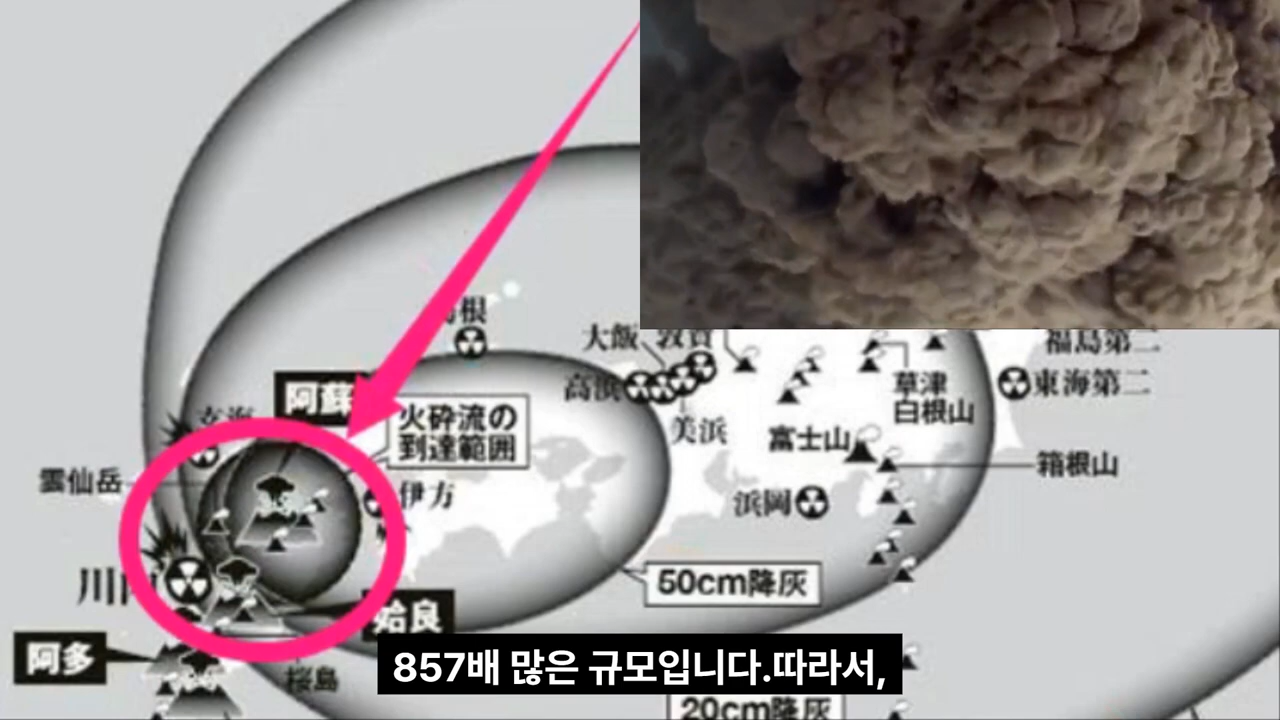 大飯
敦賀
福島第二
高浜
草津
白根山
東海第二
阿蘇
火砕流の
到達範囲
美浜
富士山
箱根山
雲仙岳
伊方
浜岡
50cm降灰
姶良
阿多
桜島
857배 많은 규모입니다.따라서,
20cm降灰